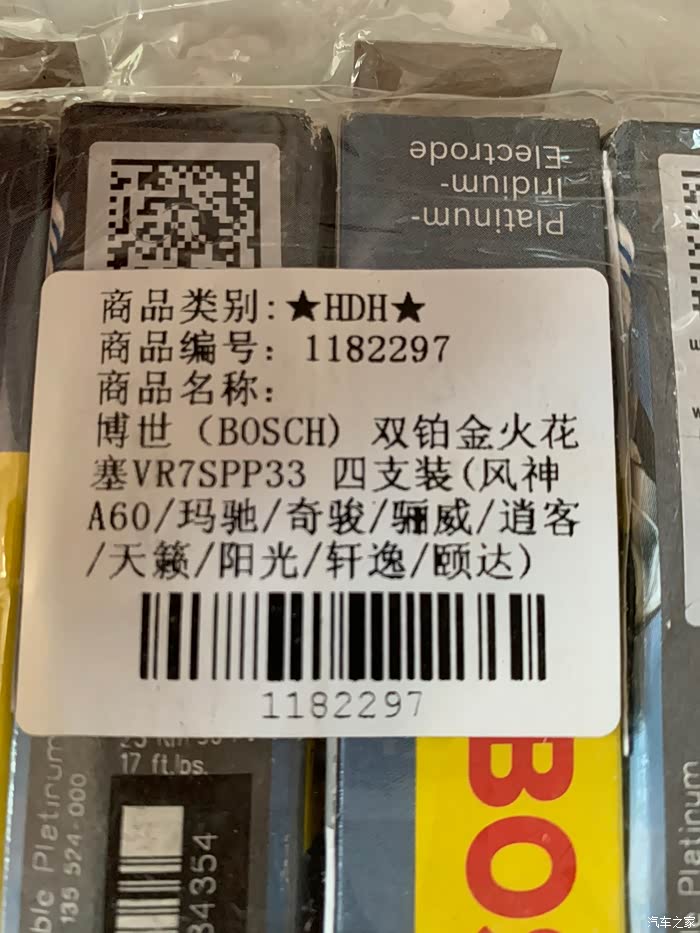 Platinum-
Iridium-
Electrode
商品类别:★HDH★
商品编号: 1182297
商品名称:
博世 (BOSCH) 双铂金火花
塞VR7SPP33 四支装(风神
A60/玛驰/奇骏/骊威/逍客
/天籁/阳光/轩逸/颐达)
1182297
17 ft.lbs.
ble Platinum
135 524-000
34354
BOS
Platinum
汽车之家